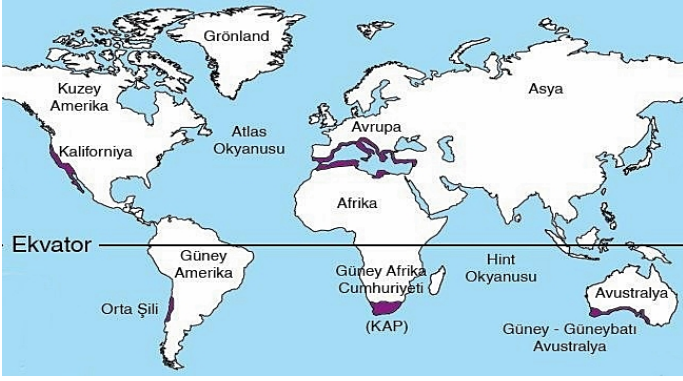 Grönland
Kuzey
Amerika
Asya
Atlas
Okyanusu
Avrupa
Kaliforniya
Afrika
Ekvator
Güney
Amerika
Güney Afrika
Cumhuriyeti
(KAP)
Hint
Okyanusu
Orta Şili
Avustralya
Güney - Güneybatı
Avustralya